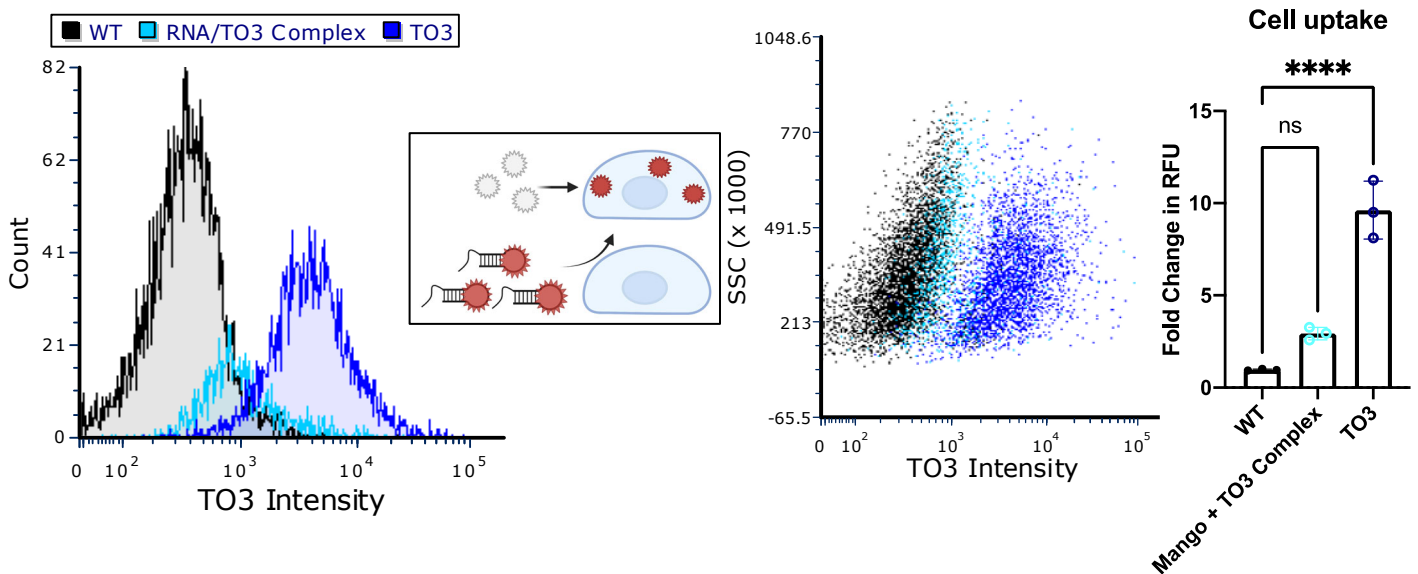 WT RNA/TO3 Complex TO3
82
62
41
21
0
Count
0 10² 10³ 10⁴ 10⁵
TO3 Intensity
1048.6
770
491.5
213
-65.5
SSC (x 1000)
0 10² 10³ 10⁴ 10⁵
TO3 Intensity
Cell uptake
****
ns
15
10
5
0
Fold Change in RFU
WT
Mango + TO3 Complex
TO3